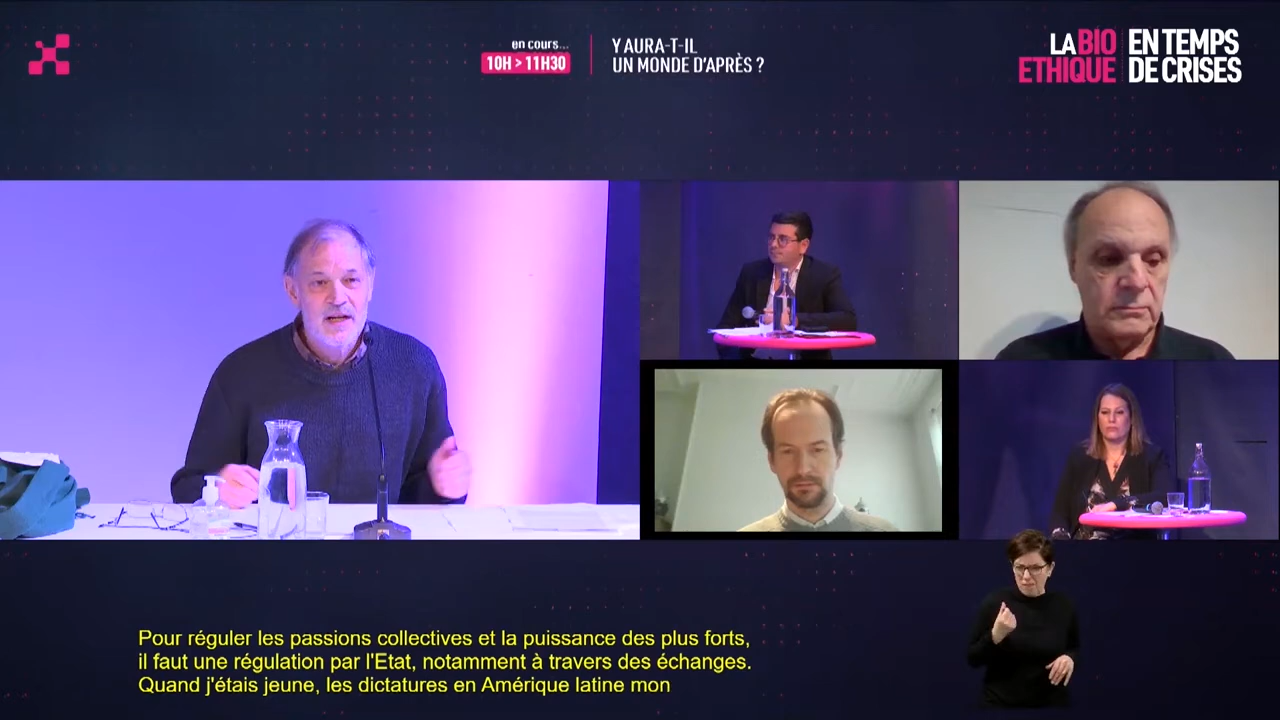 en cours...
10H > 11H30
Y AURA-T-IL
UN MONDE D'APRÈS ?
LA BIO
ETHIQUE
EN TEMPS
DE CRISES
Pour réguler les passions collectives et la puissance des plus forts,
il faut une régulation par l'Etat, notamment à travers des échanges.
Quand j'étais jeune, les dictatures en Amérique latine mon